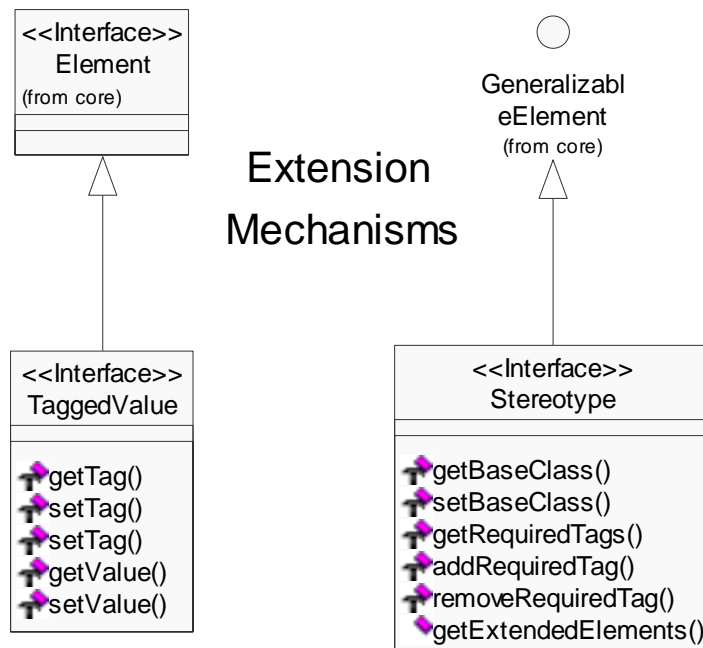 <<Interface>>
Element
(from core)
Generalizabl
eElement
(from core)
Extension
Mechanisms
<<Interface>>
TaggedValue
getTag()
setTag()
setTag()
getValue()
setValue()
<<Interface>>
Stereotype
getBaseClass()
setBaseClass()
getRequiredTags()
addRequiredTag()
removeRequiredTag()
getExtendedElements()